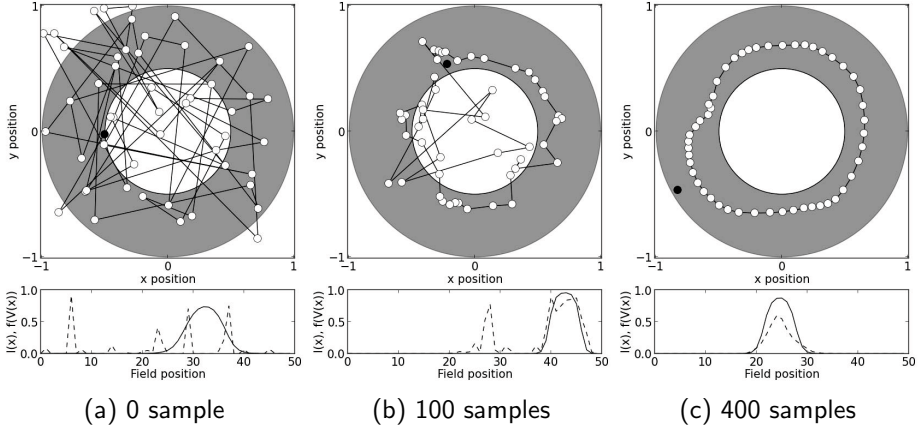 1
y position
0
−1
−1 0 1
x position
1
y position
0
−1
−1 0 1
x position
1
y position
0
−1
−1 0 1
x position
I(x), f(V(x))
1.0
0.5
0.0
0 10 20 30 40 50
Field position
I(x), f(V(x))
1.0
0.5
0.0
0 10 20 30 40 50
Field position
I(x), f(V(x))
1.0
0.5
0.0
0 10 20 30 40 50
Field position
(a) 0 sample
(b) 100 samples
(c) 400 samples